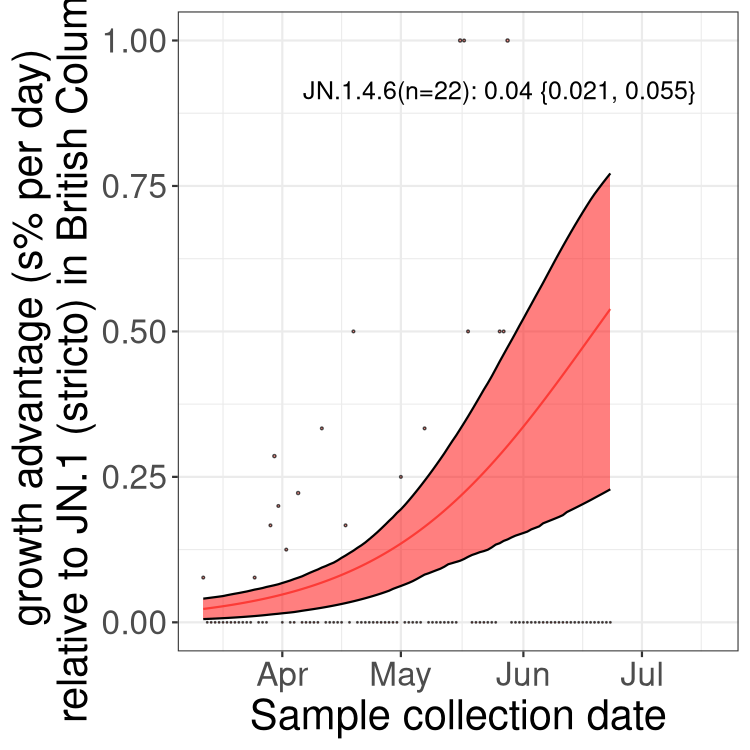 growth advantage (s% per day)
relative to JN.1 (stricto) in British Colum
1.00
0.75
0.50
0.25
0.00
JN.1.4.6(n=22): 0.04 {0.021, 0.055}
Apr May Jun Jul
Sample collection date